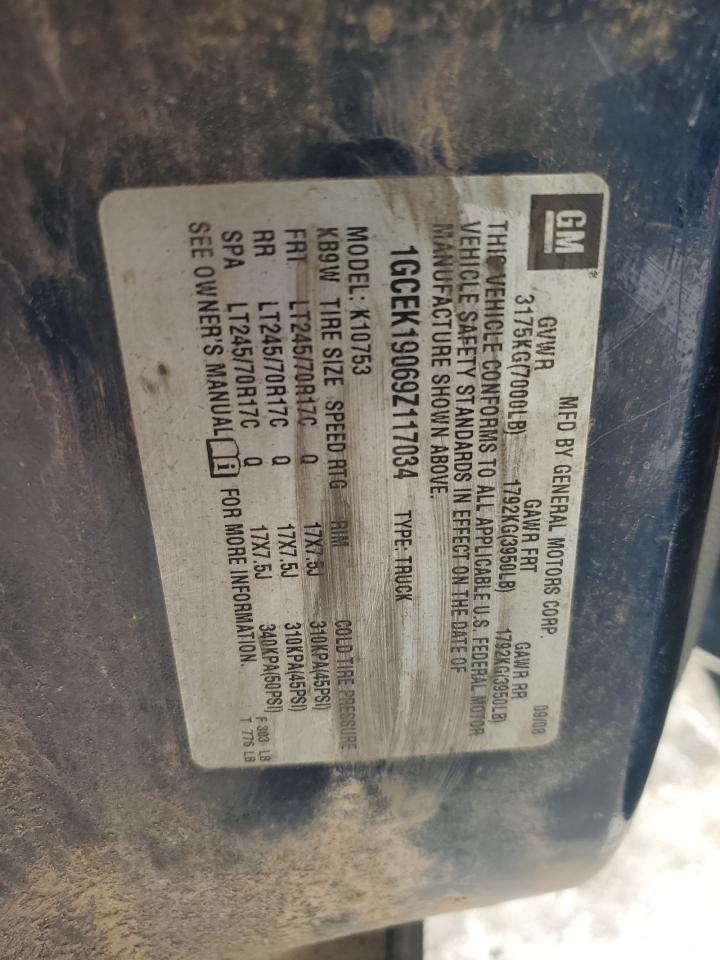 GM
MFD BY GENERAL MOTORS CORP. 09/08
GVWR GAWR FRT GAWR RR
3175KG(7000LB) 1792KG(3950LB) 1792KG(3950LB)
THIS VEHICLE CONFORMS TO ALL APPLICABLE U.S. FEDERAL MOTOR
VEHICLE SAFETY STANDARDS IN EFFECT ON THE DATE OF
MANUFACTURE SHOWN ABOVE.
1GCEK19069Z117034 TYPE: TRUCK
MODEL: K10753
KB9W TIRE SIZE SPEED RTG RIM COLD TIRE PRESSURE
FRT LT245/70R17C Q 17X7.5J 310KPA(45PSI)
RR LT245/70R17C Q 17X7.5J 310KPA(45PSI)
SPA LT245/70R17C Q 17X7.5J 340KPA(50PSI)
SEE OWNER'S MANUAL FOR MORE INFORMATION.
F 303 LB
T 776 LB